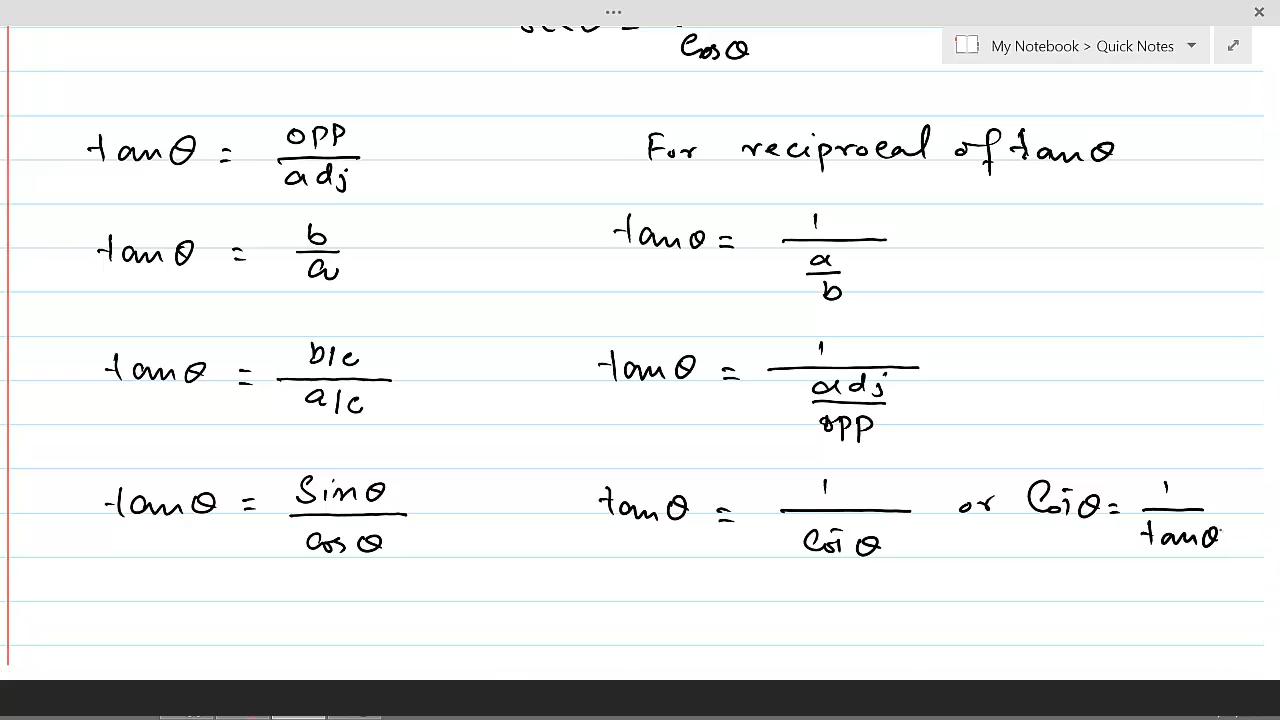 cos θ
My Notebook > Quick Notes
tan θ = opp / adj
For reciprocal of tan θ
tan θ = b / a
tan θ = 1 / (a / b)
tan θ = b/c / a/c
tan θ = 1 / (adj / opp)
tan θ = Sin θ / cos θ
tan θ = 1 / Cot θ or Cot θ = 1 / tan θ